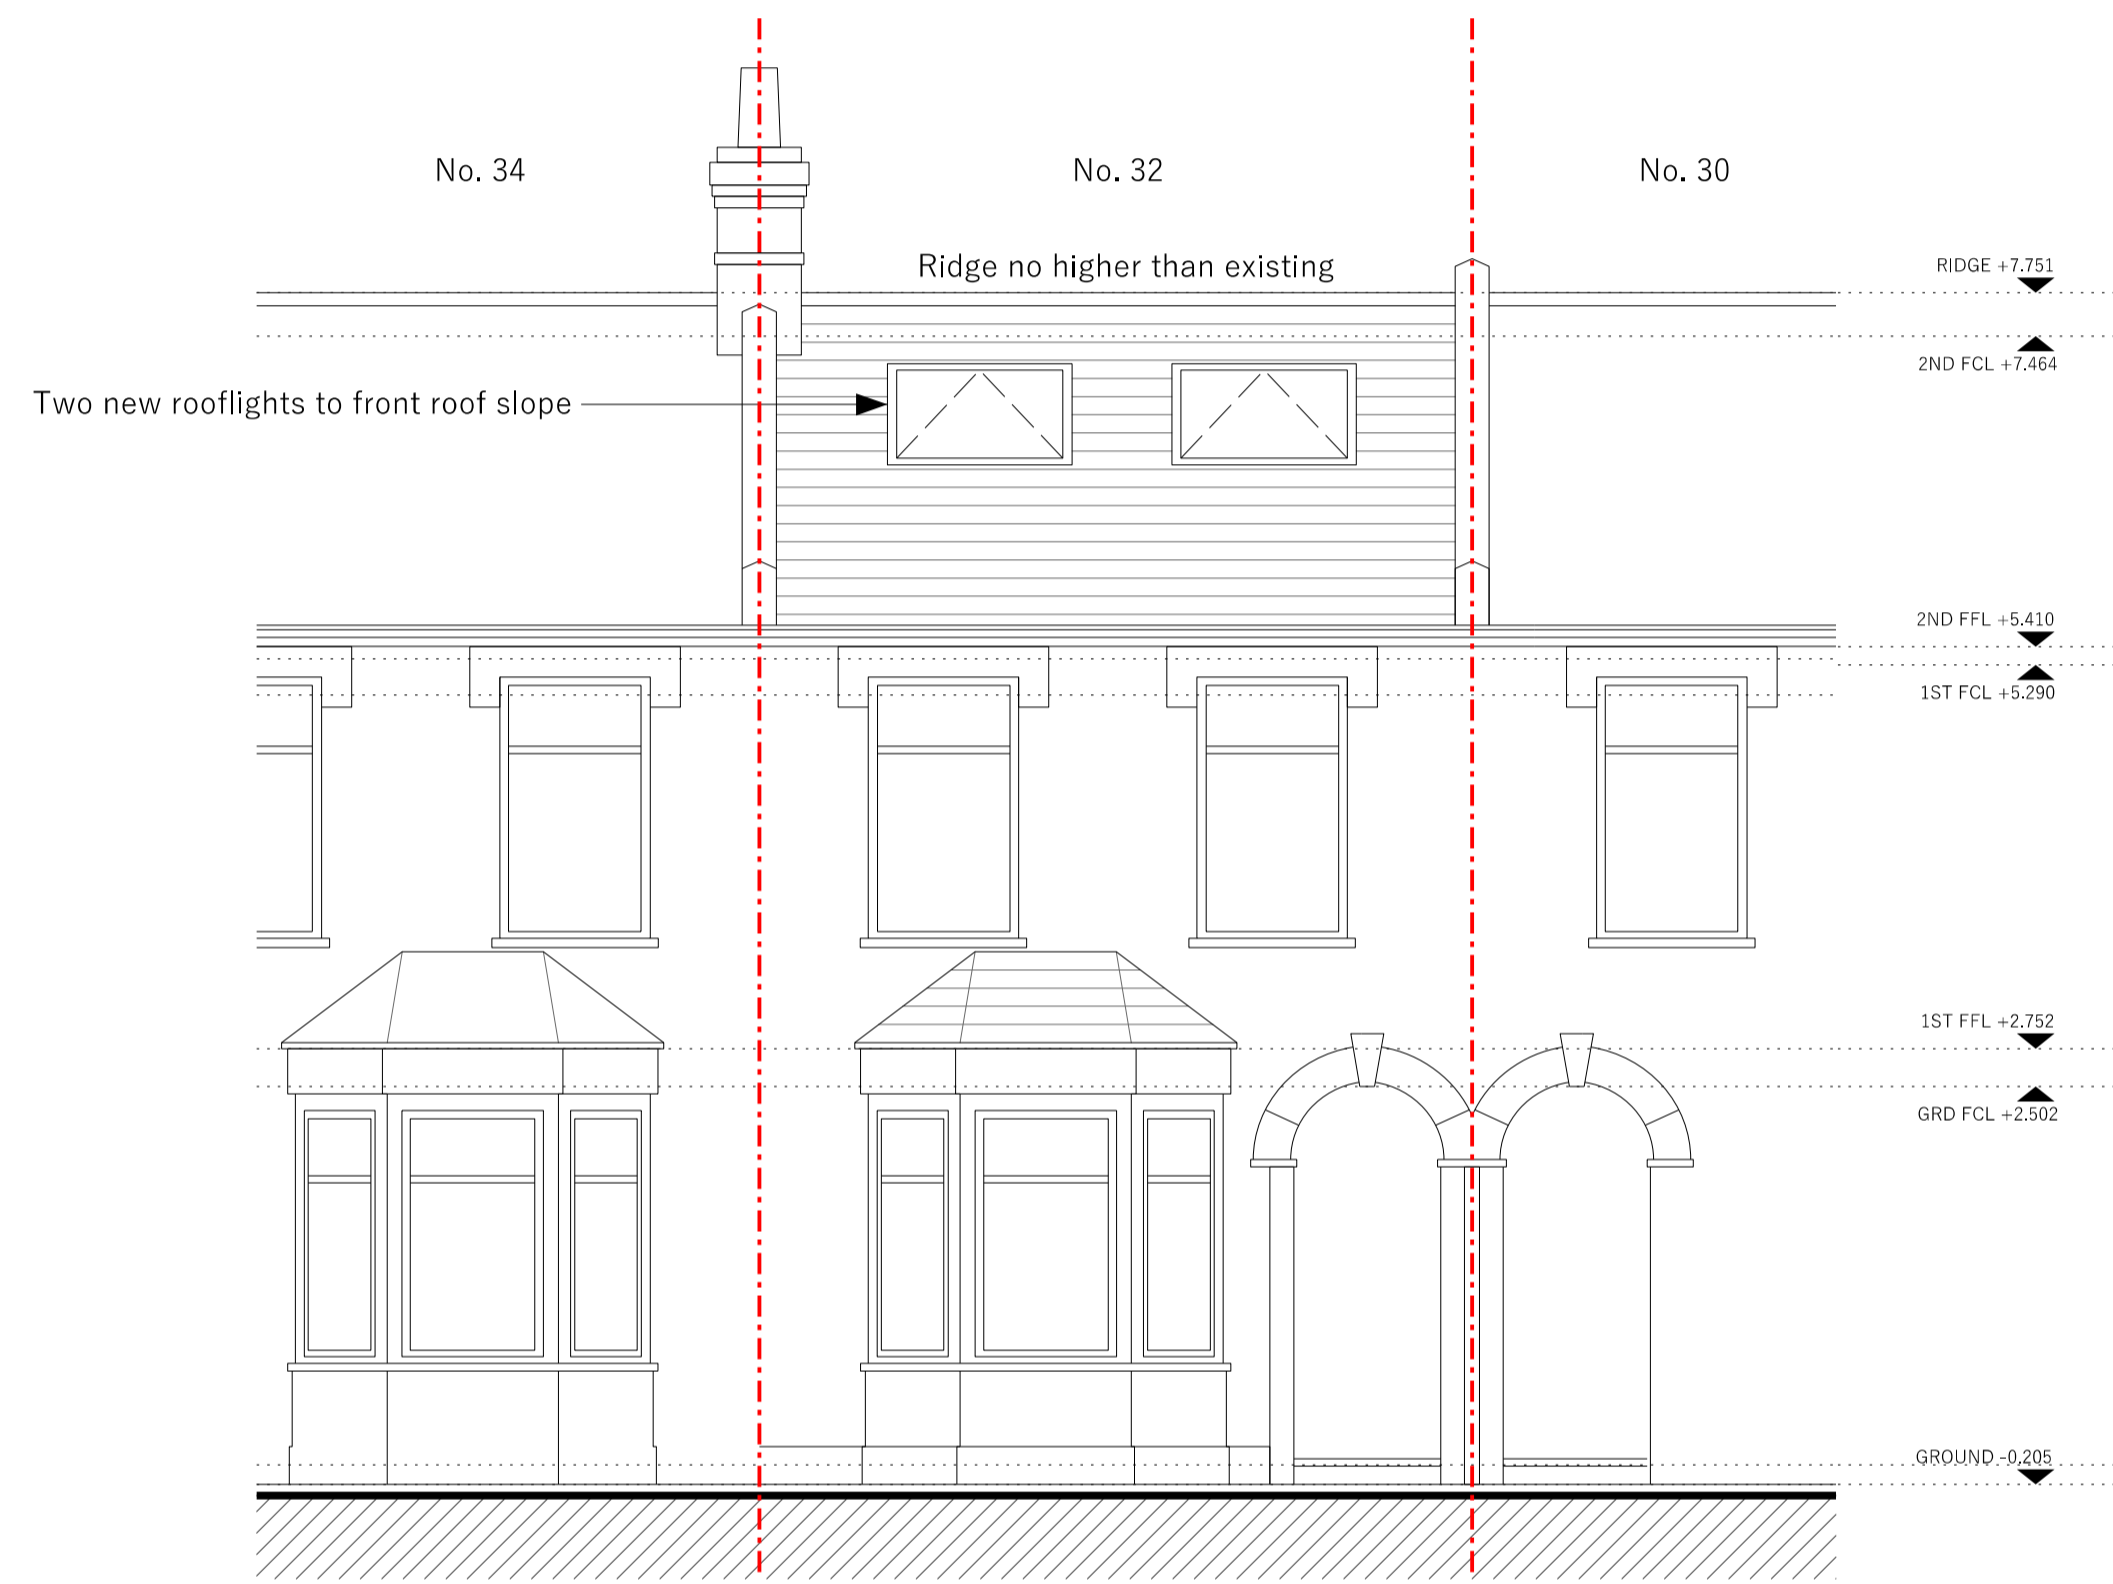 No. 34
No. 32
No. 30
Ridge no higher than existing
RIDGE +7.751
2ND FCL +7.464
Two new rooflights to front roof slope
2ND FFL +5.410
1ST FCL +5.290
1ST FFL +2.752
GRD FCL +2.502
GROUND -0.205